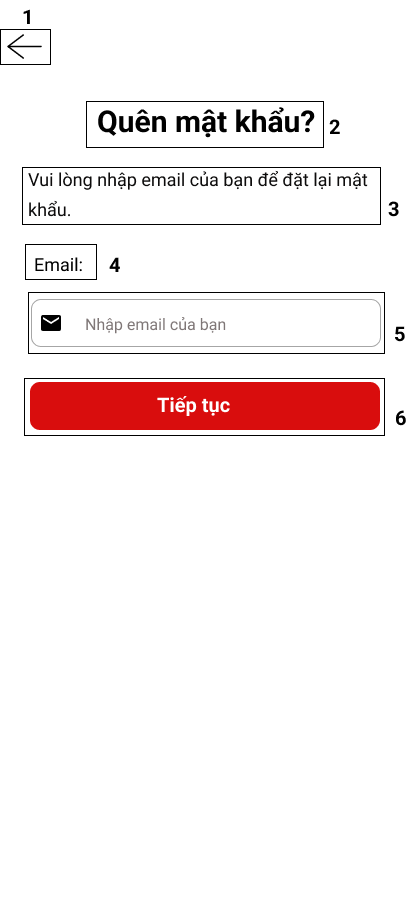 1
Quên mật khẩu?
2
Vui lòng nhập email của bạn để đặt lại mật
khẩu.
3
Email:
4
Nhập email của bạn
5
Tiếp tục
6